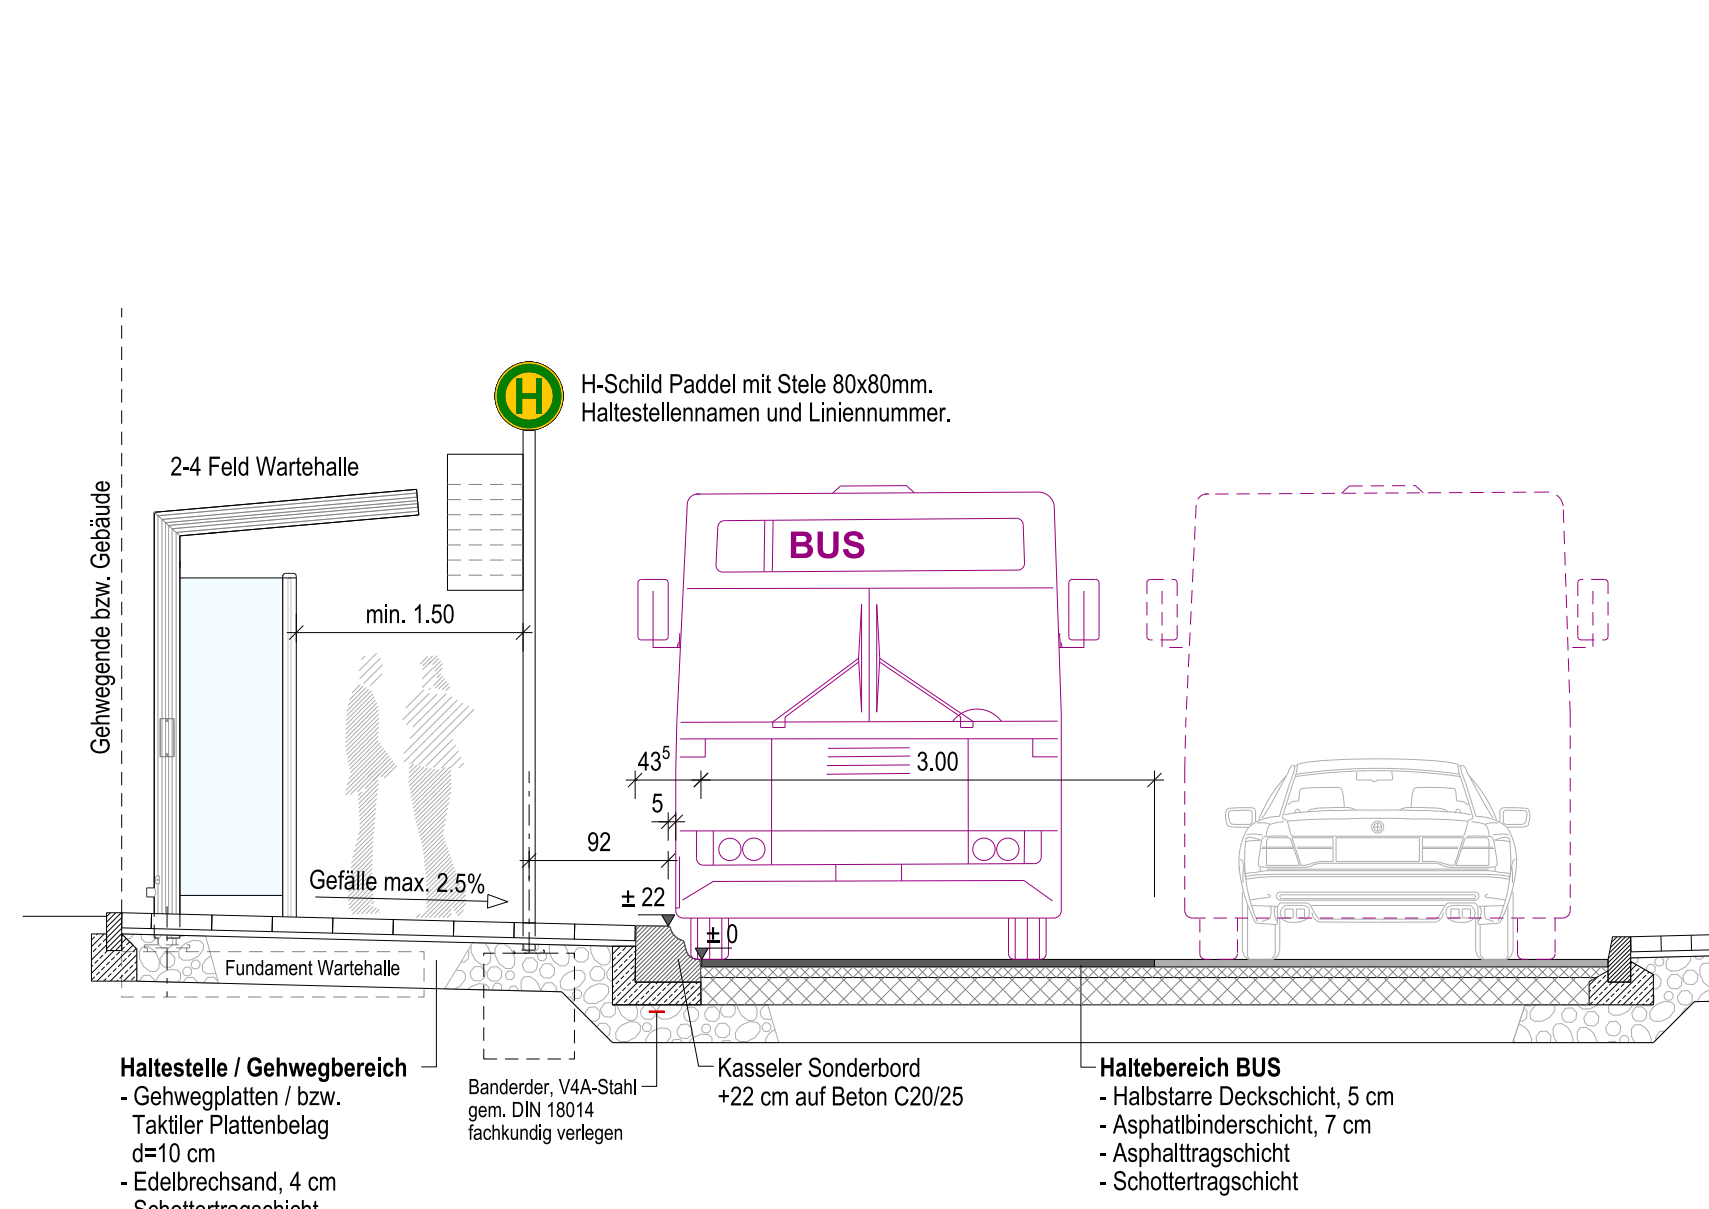 H
H-Schild Paddel mit Stele 80x80mm.
Haltestellennamen und Liniennummer.
2-4 Feld Wartehalle
Gehwegende bzw. Gebäude
BUS
min. 1.50
43⁵
3.00
5
92
Gefälle max. 2.5%
± 22
± 0
Fundament Wartehalle
Haltestelle / Gehwegbereich
- Gehwegplatten / bzw.
Taktiler Plattenbelag
d=10 cm
- Edelbrechsand, 4 cm
Schottertragschicht
Banderder, V4A-Stahl
gem. DIN 18014
fachkundig verlegen
Kasseler Sonderbord
+22 cm auf Beton C20/25
Haltebereich BUS
- Halbstarre Deckschicht, 5 cm
- Asphatlbinderschicht, 7 cm
- Asphalttragschicht
- Schottertragschicht